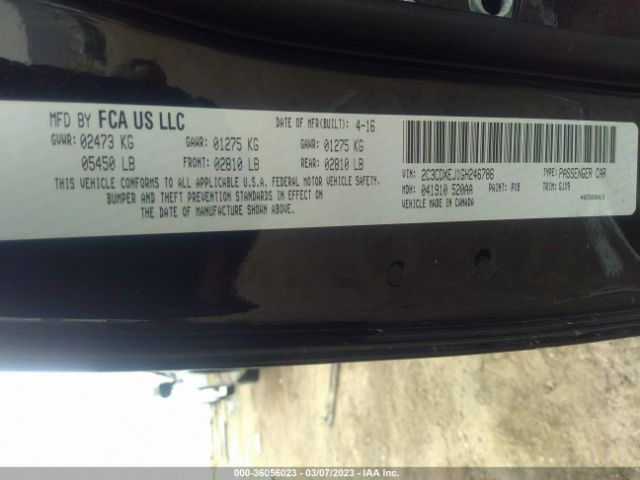 MFD BY FCA US LLC DATE OF MFR(BUILT): 4-16
GVWR: 02473 KG GAWR: 01275 KG GAWR: 01275 KG
05450 LB FRONT: 02810 LB REAR: 02810 LB
THIS VEHICLE CONFORMS TO ALL APPLICABLE U.S.A. FEDERAL MOTOR VEHICLE SAFETY,
BUMPER AND THEFT PREVENTION STANDARDS IN EFFECT ON
THE DATE OF MANUFACTURE SHOWN ABOVE.
VIN: 2C3CDXEJ1GH246786 TYPE: PASSENGER CAR
MDH: 041910 520AA PAINT: PX8 TRIM: GJX9
MADE IN CANADA
000-36056023 - 03/07/2023 - IAA Inc.